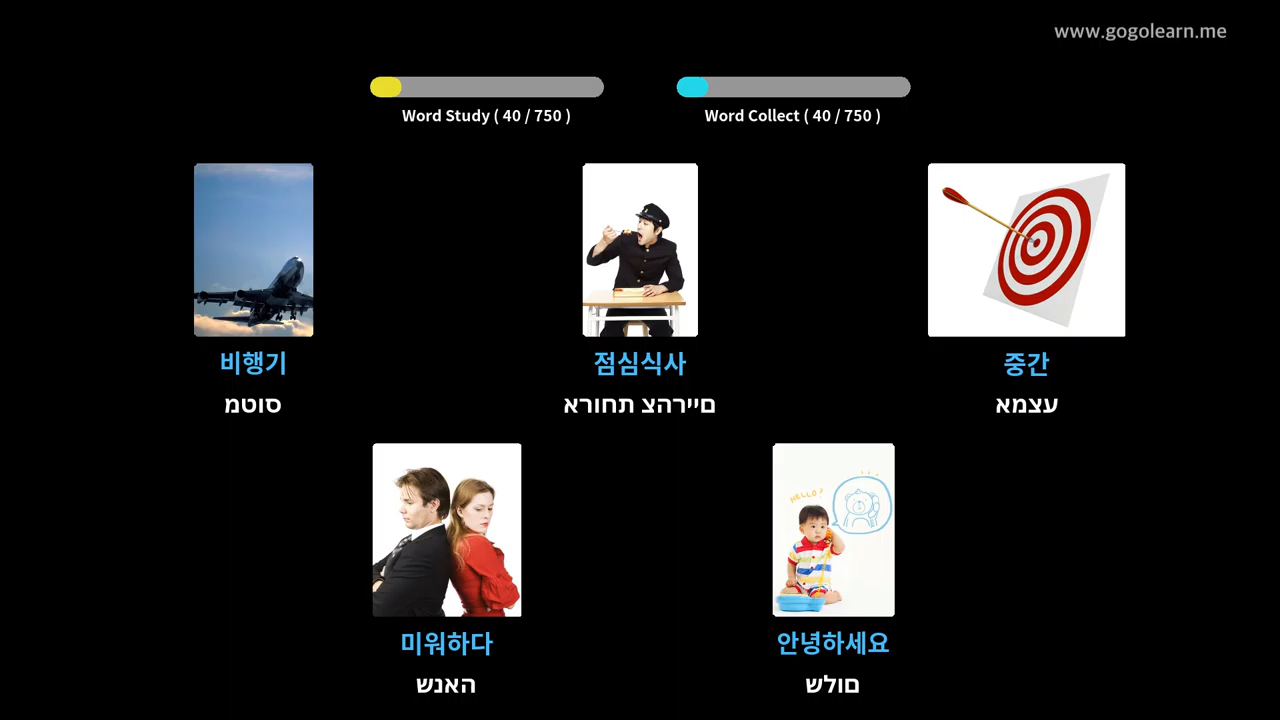 www.gogolearn.me
Word Study ( 40 / 750 )
Word Collect ( 40 / 750 )
비행기
סוטמ
점심식사
םיירהצ תחורא
중간
עצמא
미워하다
האנש
안녕하세요
םולש
HELLO?